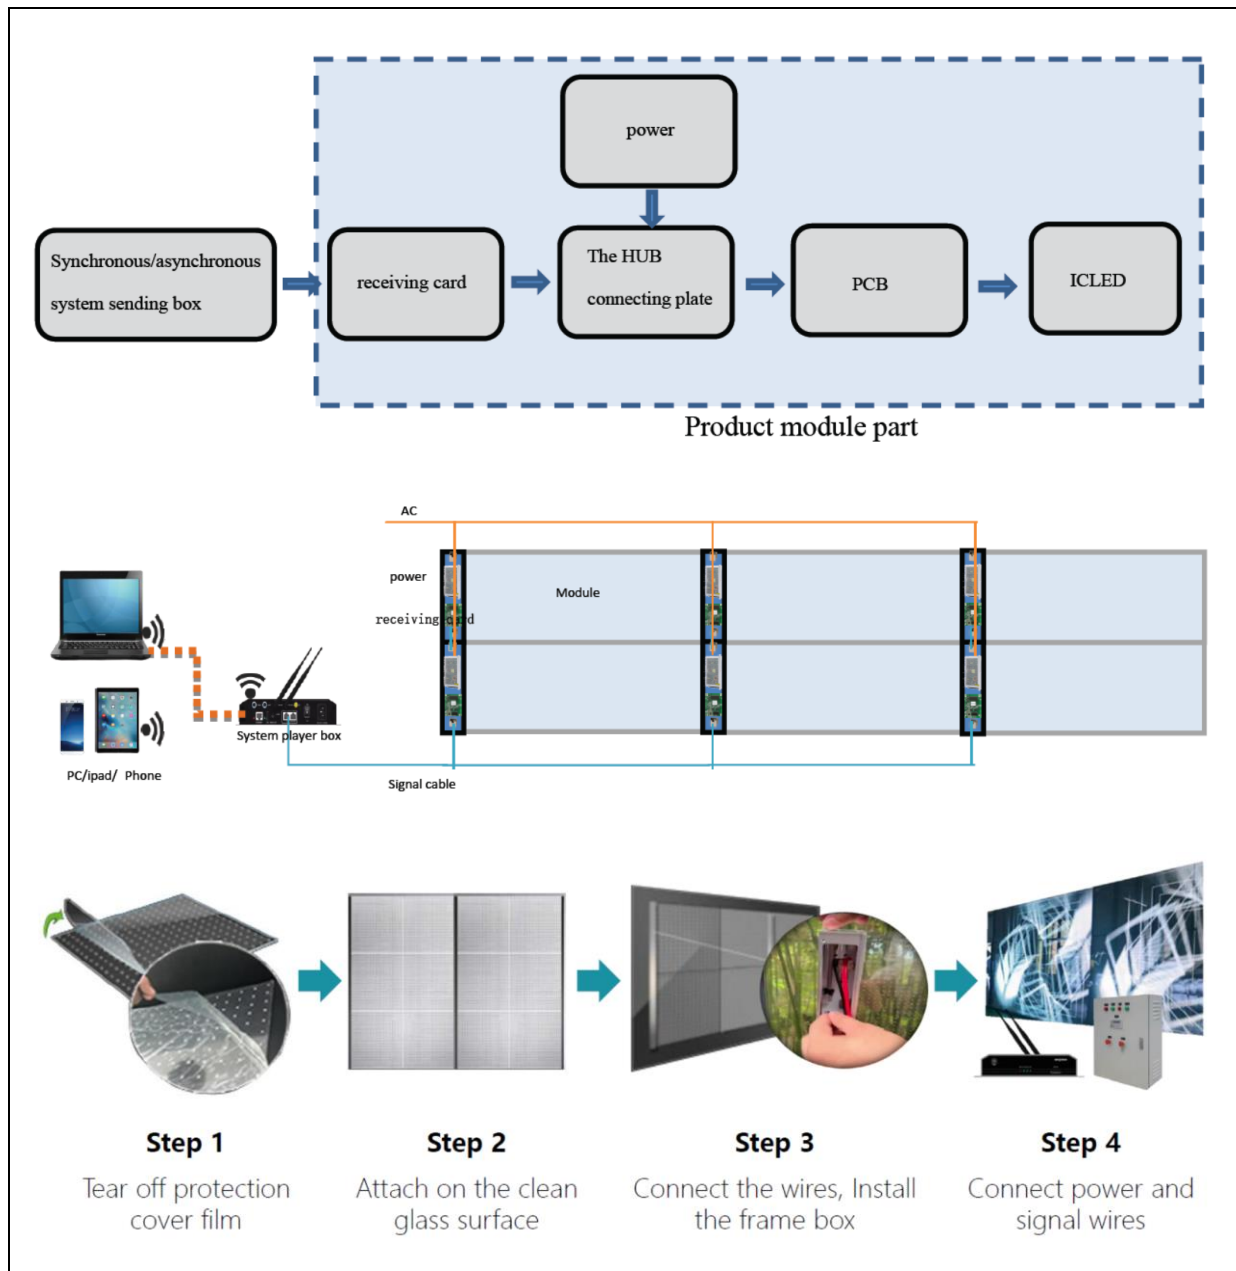 power
Synchronous/asynchronous
system sending box
receiving card
The HUB
connecting plate
PCB
ICLED
Product module part
AC
power
Module
receiving card
System player box
PC/ipad/ Phone
Signal cable
Step 1
Tear off protection
cover film
Step 2
Attach on the clean
glass surface
Step 3
Connect the wires, Install
the frame box
Step 4
Connect power and
signal wires